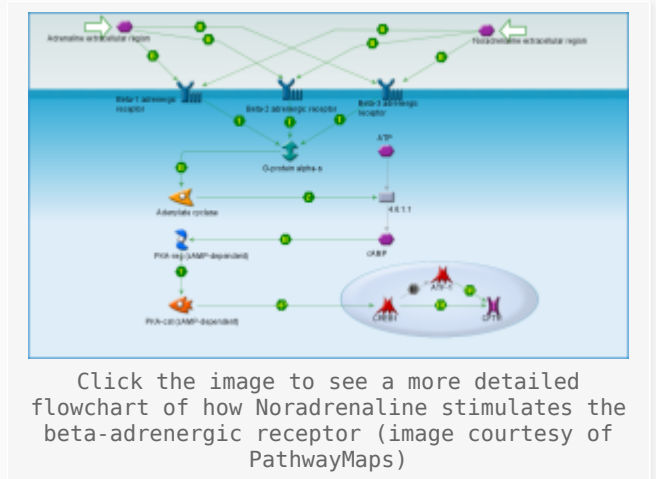 Adrenaline extracellular region
Noradrenaline extracellular region
B
B
B
B
B
B
Beta-1 adrenergic
receptor
Beta-2 adrenergic receptor
Beta-3 adrenergic
receptor
T
T
T
ATP
G-protein alpha-s
B
C
Adenylate cyclase
4.6.1.1
B
PKA-reg (cAMP-dependent)
cAMP
T
ATF-1
+P
PKA-cat (cAMP-dependent)
CREB1
CFTR
Click the image to see a more detailed
flowchart of how Noradrenaline stimulates the
beta-adrenergic receptor (image courtesy of
PathwayMaps)